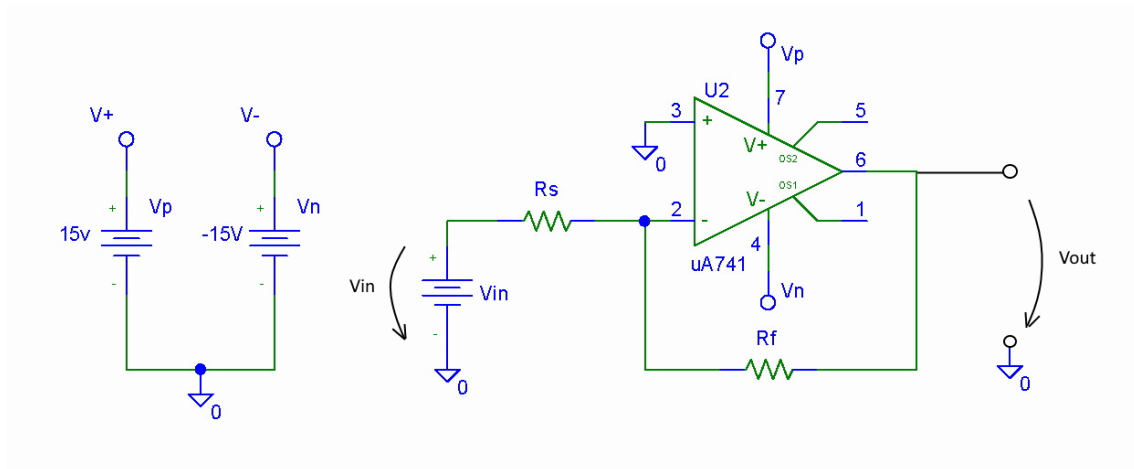 V+
V-
+
Vp
15v
-
+
Vn
-15V
-
0
Vin
+
Vin
-
0
Rs
0
3
2
U2
+
-
V+
V-
OS2
OS1
uA741
Vp
7
5
6
1
4
Vn
Rf
Vout
0